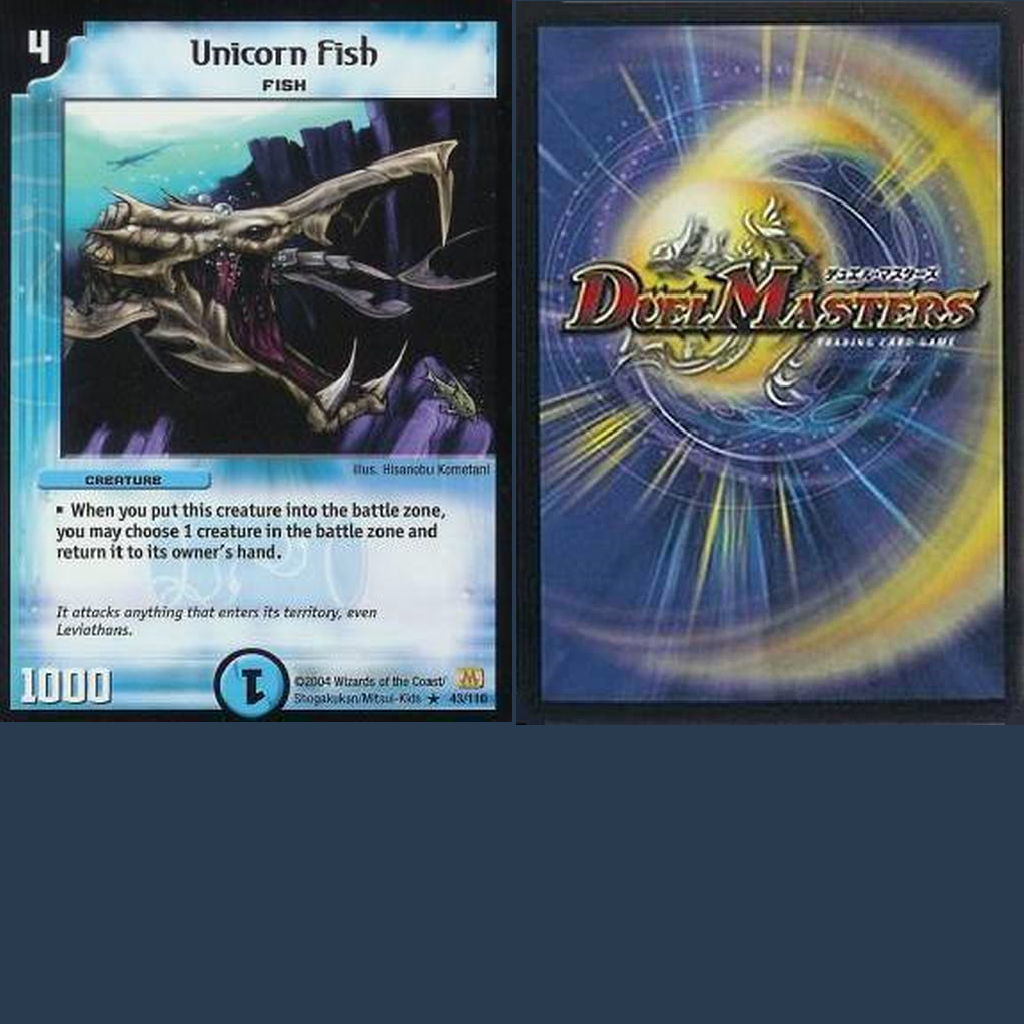 4
Unicorn Fish
FISH
Illus. Hisanobu Kometani
CREATURE
▪ When you put this creature into the battle zone,
you may choose 1 creature in the battle zone and
return it to its owner's hand.
It attacks anything that enters its territory, even
Leviathans.
1000
1
©2004 Wizards of the Coast/
Shogakukan/Mitsui-Kids ★ 43/110
M
デュエル・マスターズ
DUEL MASTERS
TRADING CARD GAME